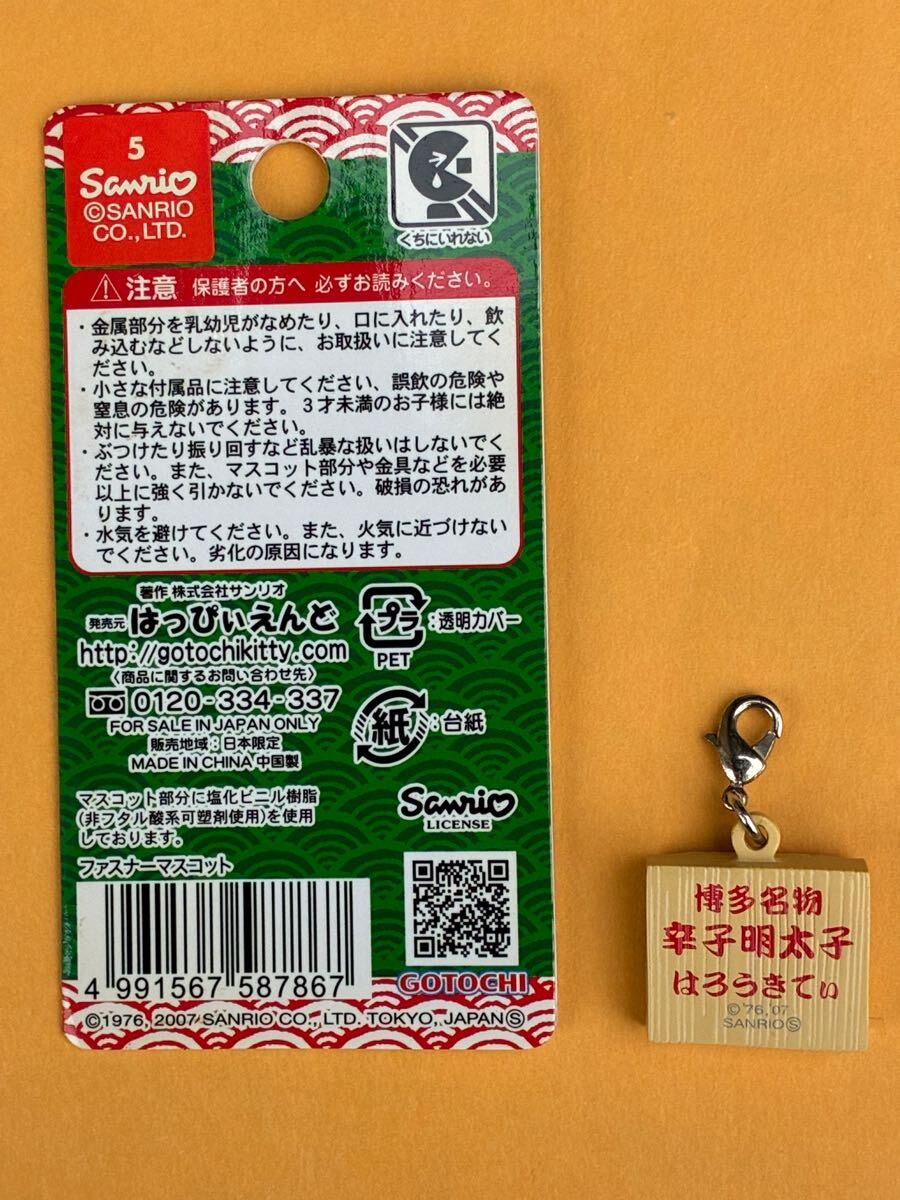 5
Sanrio
©SANRIO
CO.,LTD.
くちにいれない
注意 保護者の方へ 必ずお読みください。
・金属部分を乳幼児がなめたり、口に入れたり、飲
み込むなどしないように、お取扱いに注意してく
ださい。
・小さな付属品に注意してください、誤飲の危険や
窒息の危険があります。3才未満のお子様には絶
対に与えないでください。
・ぶつけたり振り回すなど乱暴な扱いはしないでく
ださい。また、マスコット部分や金具などを必要
以上に強く引かないでください。破損の恐れがあ
ります。
・水気を避けてください。また、火気に近づけない
でください。劣化の原因になります。
著作 株式会社サンリオ
発売元 はっぴぃえんど
http://gotochikitty.com
〈商品に関するお問い合わせ先〉
0120-334-337
FOR SALE IN JAPAN ONLY
販売地域：日本限定
MADE IN CHINA 中国製
プラ：透明カバー
PET
紙：台紙
マスコット部分に塩化ビニル樹脂
(非フタル酸系可塑剤使用)を使用
しております。
ファスナーマスコット
Sanrio
LICENSE
4 991567 587867
GOTOCHI
©1976, 2007 SANRIO CO., LTD. TOKYO, JAPAN Ⓢ
博多名物
辛子明太子
はろうきてぃ
©'76,'07
SANRIOⓈ